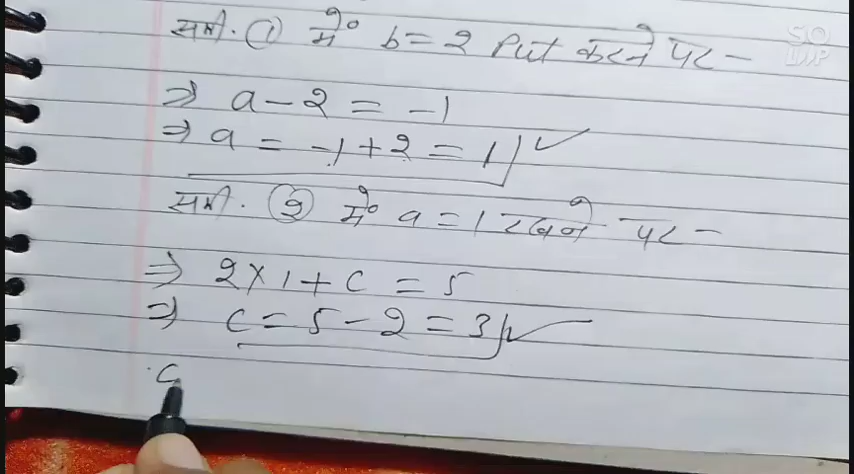 समी. (1) में b = 2 Put करने पर -
⇒ a - 2 = -1
⇒ a = -1 + 2 = 1
समी. (2) में a = 1 रखने पर -
⇒ 2 × 1 + c = 5
⇒ c = 5 - 2 = 3